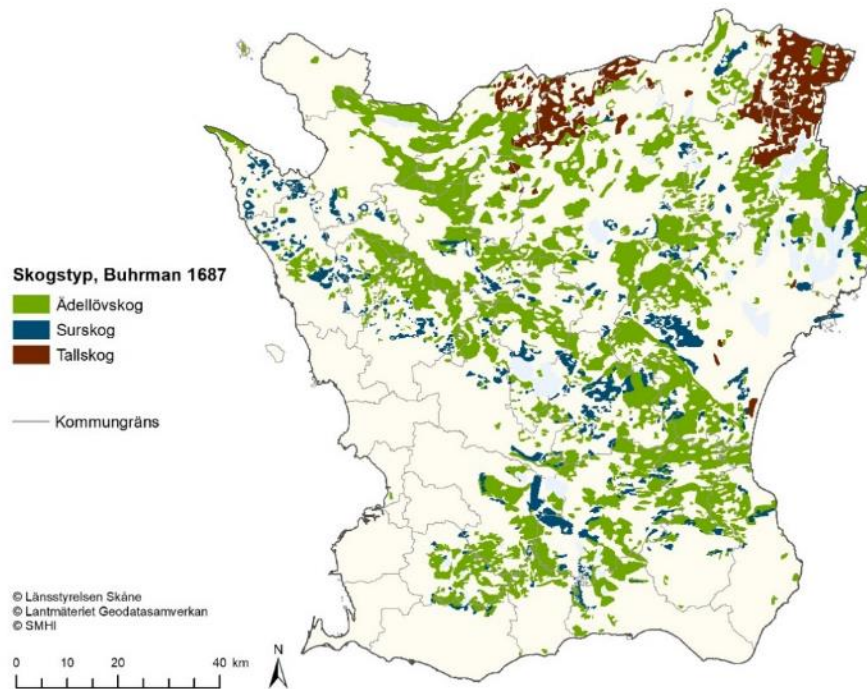 Skogstyp, Buhrman 1687
Ädellövskog
Surskog
Tallskog
Kommungräns
© Länsstyrelsen Skåne
© Lantmäteriet Geodatasamverkan
© SMHI
N
0 10 20 40 km